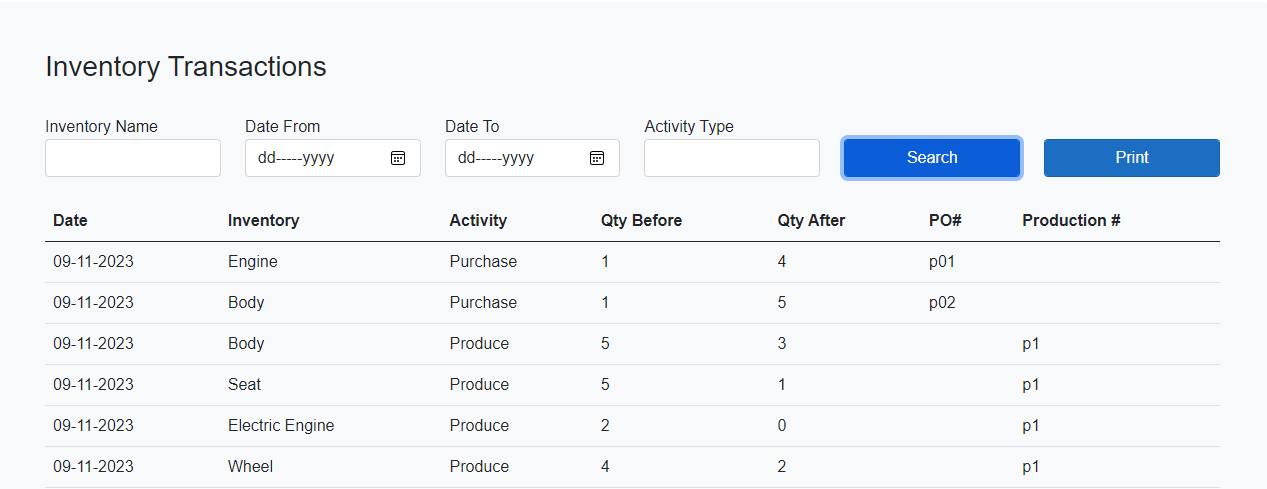 Inventory Transactions
Inventory Name Date From Date To Activity Type
dd-----yyyy dd-----yyyy Search Print
Date Inventory Activity Qty Before Qty After PO# Production #
09-11-2023 Engine Purchase 1 4 p01
09-11-2023 Body Purchase 1 5 p02
09-11-2023 Body Produce 5 3 p1
09-11-2023 Seat Produce 5 1 p1
09-11-2023 Electric Engine Produce 2 0 p1
09-11-2023 Wheel Produce 4 2 p1